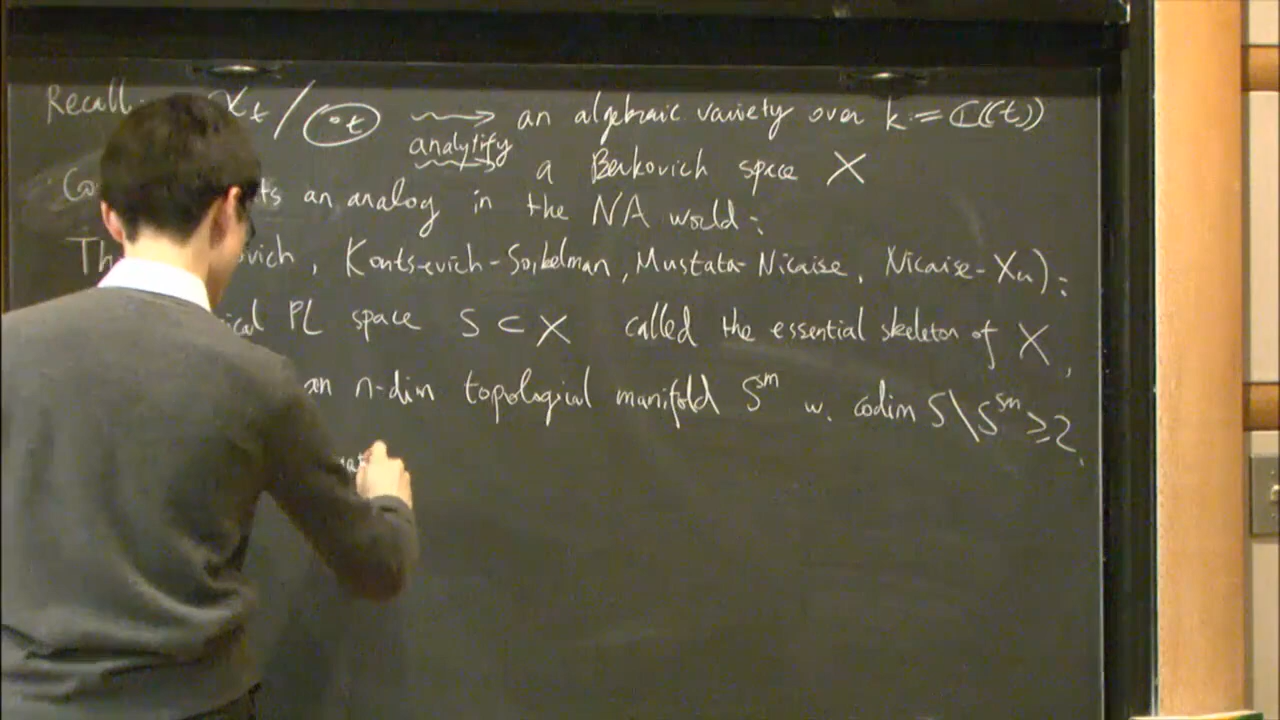 Recall: X_t / ∘t ⇝ an algebraic variety over k := ℂ((t))
analytify ⇝ a Berkovich space X
ts an analog in the NA world:
Th ovich, Kontsevich-Soibelman, Mustata-Nicaise, Nicaise-Xu):
ical PL space S ⊂ X called the essential skeleton of X,
an n-dim topological manifold S^sm w. codim S\S^sm ≥ 2,